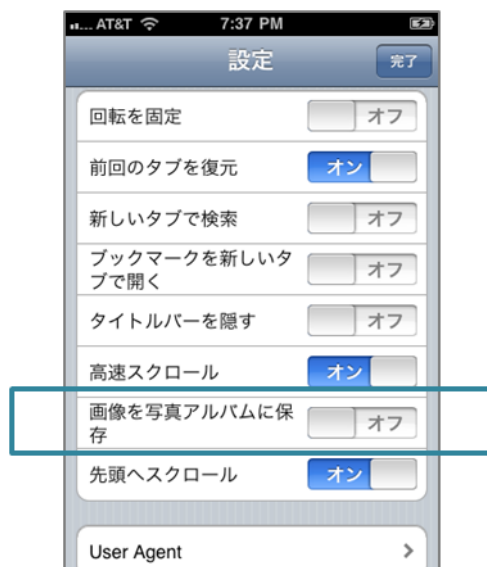 AT&T 7:37 PM
設定 完了
回転を固定 オフ
前回のタブを復元 オン
新しいタブで検索 オフ
ブックマークを新しいタ
ブで開く オフ
タイトルバーを隠す オフ
高速スクロール オン
画像を写真アルバムに保
存 オフ
先頭へスクロール オン
User Agent